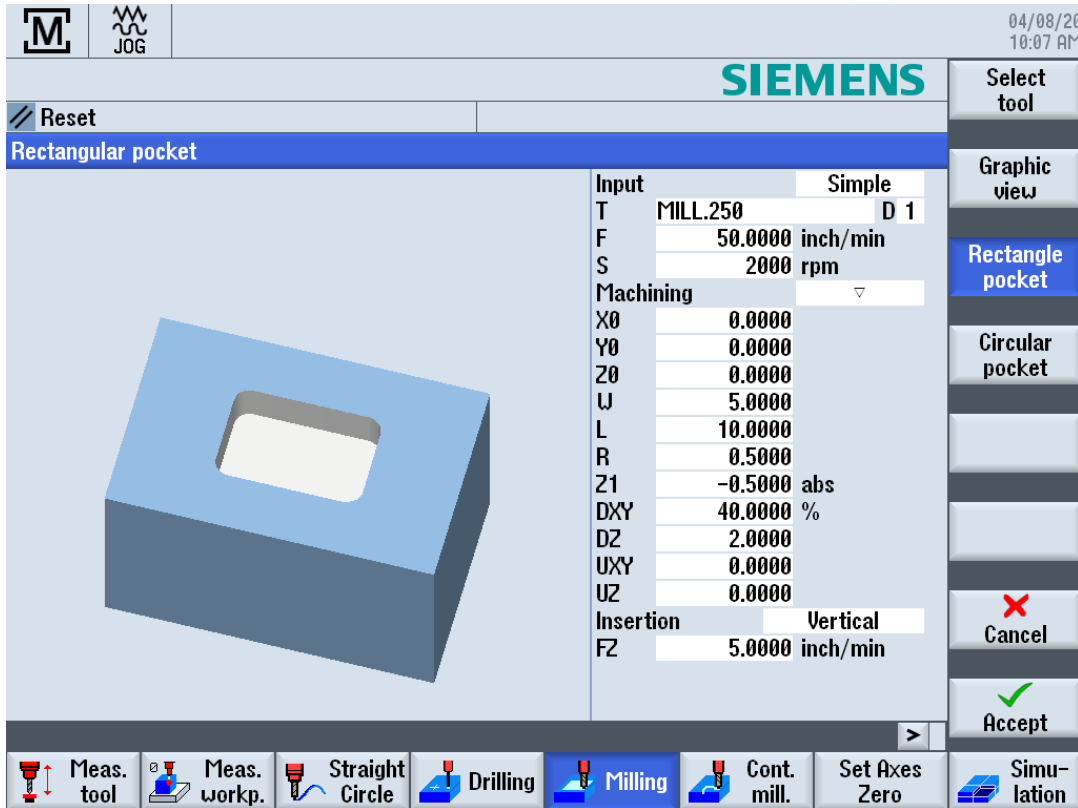 M
JOG
04/08/20
10:07 AM
SIEMENS
Reset
Rectangular pocket
Input Simple
T MILL.250 D 1
F 50.0000 inch/min
S 2000 rpm
Machining ▽
X0 0.0000
Y0 0.0000
Z0 0.0000
W 5.0000
L 10.0000
R 0.5000
Z1 -0.5000 abs
DXY 40.0000 %
DZ 2.0000
UXY 0.0000
UZ 0.0000
Insertion Vertical
FZ 5.0000 inch/min
Select
tool
Graphic
view
Rectangle
pocket
Circular
pocket
Cancel
Accept
>
Meas.
tool
Meas.
workp.
Straight
Circle
Drilling
Milling
Cont.
mill.
Set Axes
Zero
Simu-
lation